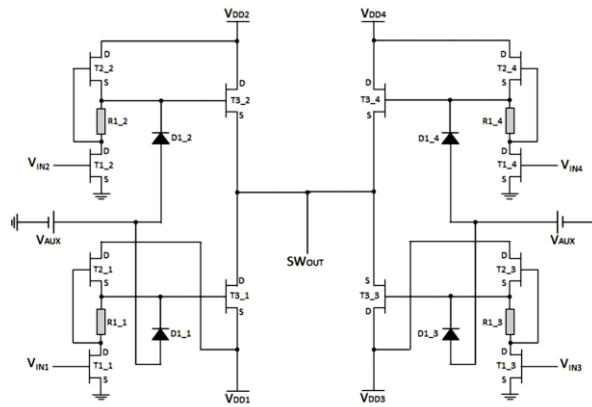 VDD2 VDD4
D D D D
T2_2 T2_4
S D D S
T3_2 T3_4
R1_2 S S R1_4
D D1_2 D1_4 D
VIN2 T1_2 T1_4 VIN4
S S
VAUX VAUX
D SWOUT D
T2_1 D S T2_3
S T3_1 T3_3 S
R1_1 S D R1_3
D D1_1 D1_3 D
VIN1 T1_1 T1_3 VIN3
S S
VDD1 VDD3